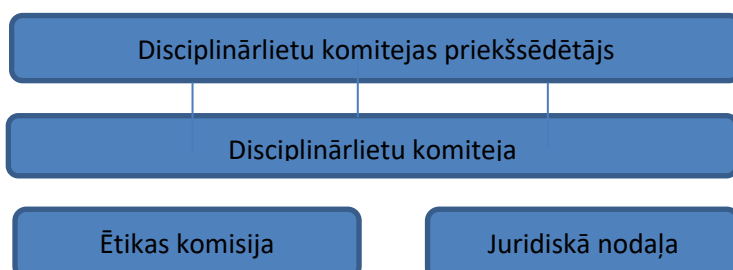 Disciplinārlietu komitejas priekšsēdētājs
Disciplinārlietu komiteja
Ētikas komisija
Juridiskā nodaļa